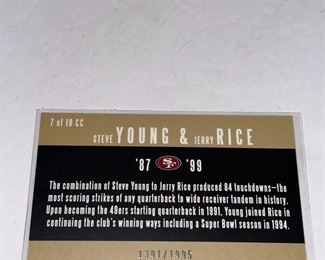 7 of 10 CC
STEVE YOUNG & JERRY RICE
'87 SF '99
The combination of Steve Young to Jerry Rice produced 84 touchdowns—the
most scoring strikes of any quarterback to wide receiver tandem in history.
Upon becoming the 49ers starting quarterback in 1991, Young joined Rice in
continuing the club's winning ways including a Super Bowl season in 1994.
1391/1995